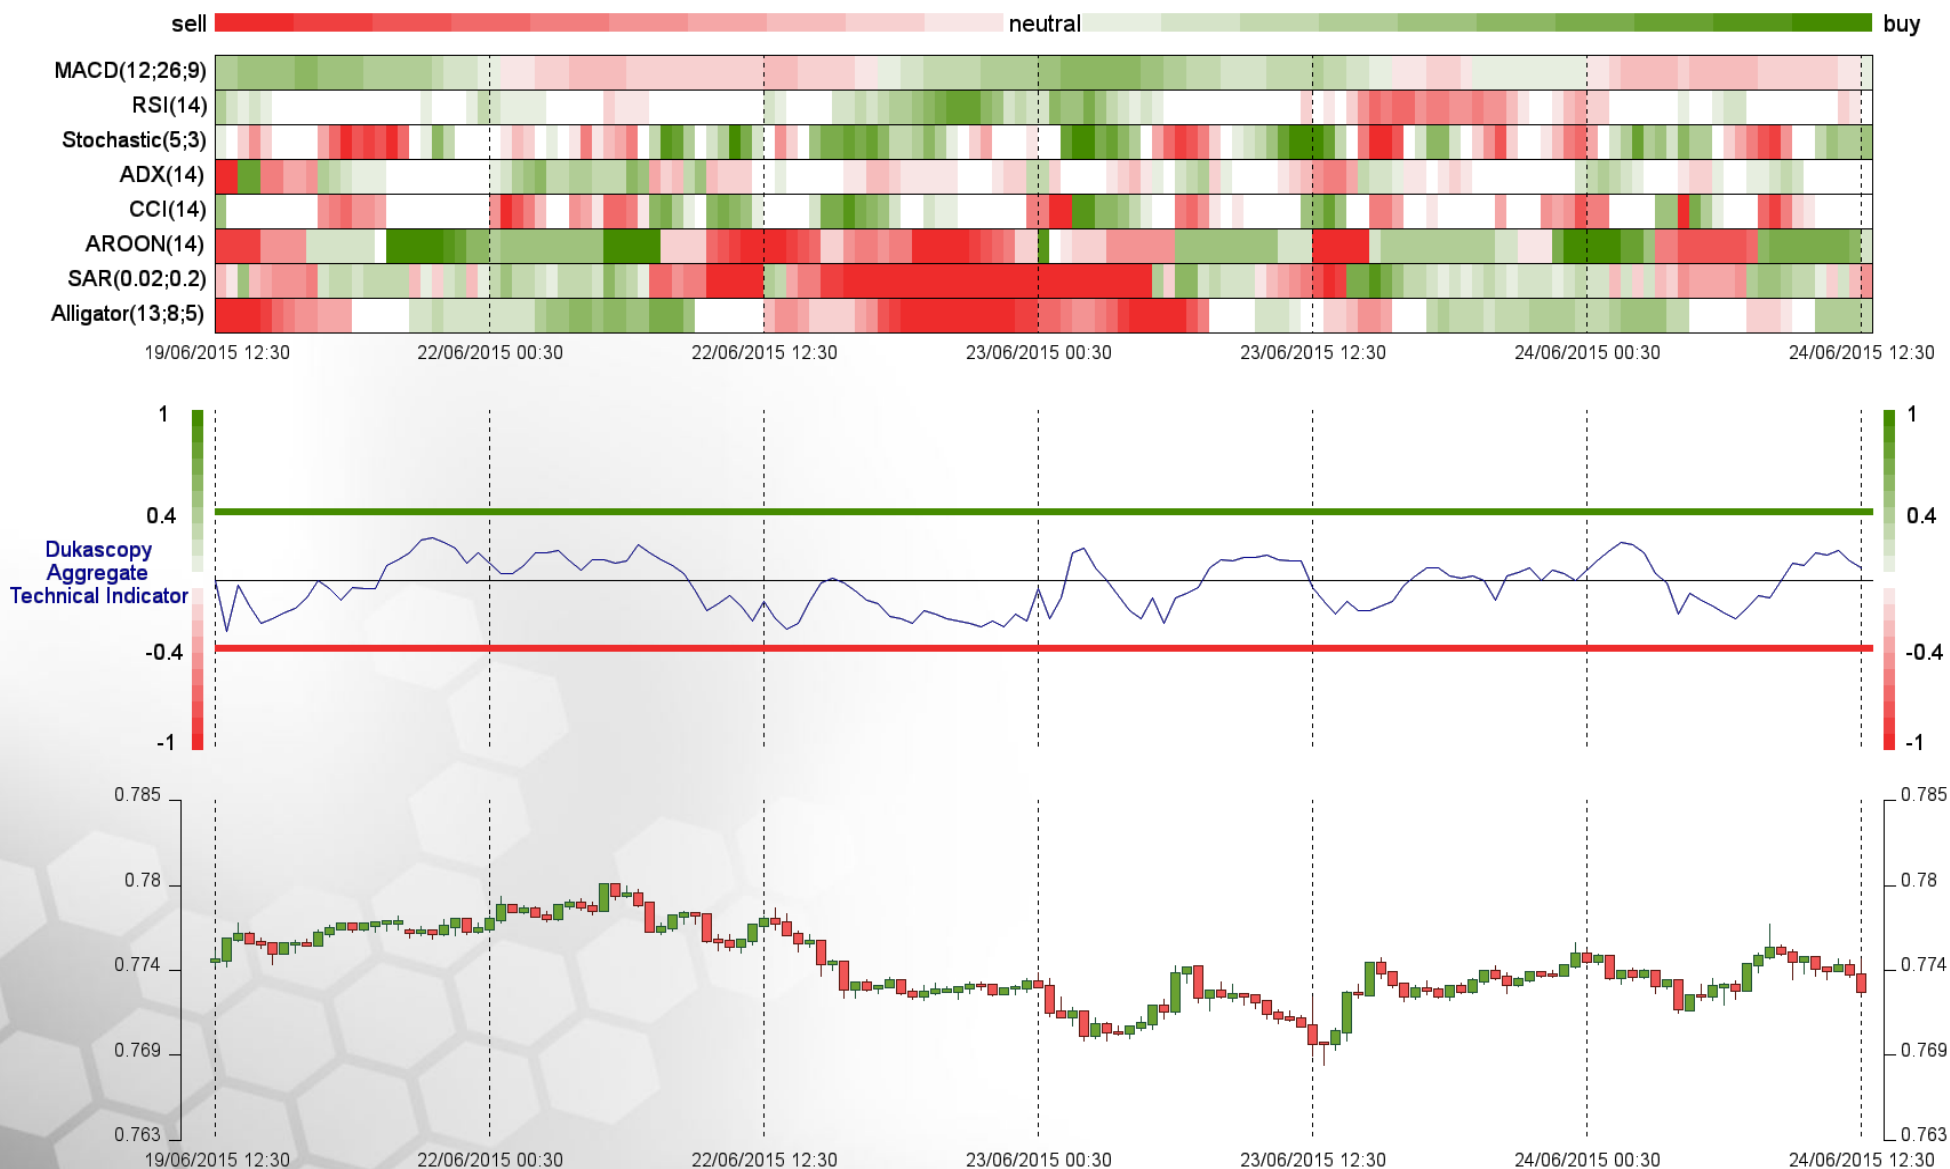 sell neutral buy
MACD(12;26;9)
RSI(14)
Stochastic(5;3)
ADX(14)
CCI(14)
AROON(14)
SAR(0.02;0.2)
Alligator(13;8;5)
19/06/2015 12:30 22/06/2015 00:30 22/06/2015 12:30 23/06/2015 00:30 23/06/2015 12:30 24/06/2015 00:30 24/06/2015 12:30
1 1
0.4 0.4
Dukascopy
Aggregate
Technical Indicator
-0.4 -0.4
-1 -1
0.785 0.785
0.78 0.78
0.774 0.774
0.769 0.769
0.763 0.763
19/06/2015 12:30 22/06/2015 00:30 22/06/2015 12:30 23/06/2015 00:30 23/06/2015 12:30 24/06/2015 00:30 24/06/2015 12:30